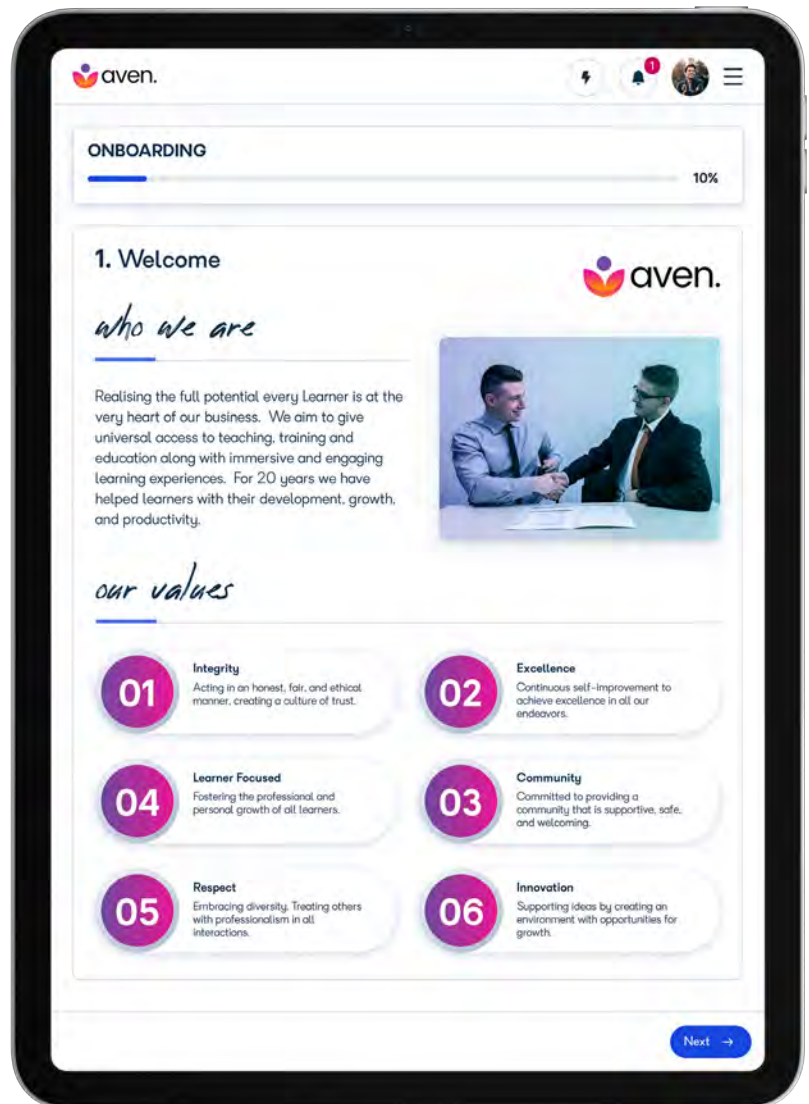 aven.
1
ONBOARDING
10%
1. Welcome
aven.
who we are
Realising the full potential every Learner is at the
very heart of our business. We aim to give
universal access to teaching, training and
education along with immersive and engaging
learning experiences. For 20 years we have
helped learners with their development, growth,
and productivity.
our values
01
Integrity
Acting in an honest, fair, and ethical
manner, creating a culture of trust.
02
Excellence
Continuous self-improvement to
achieve excellence in all our
endeavors.
04
Learner Focused
Fostering the professional and
personal growth of all learners.
03
Community
Committed to providing a
community that is supportive, safe,
and welcoming.
05
Respect
Embracing diversity. Treating others
with professionalism in all
interactions.
06
Innovation
Supporting ideas by creating an
environment with opportunities for
growth.
Next →